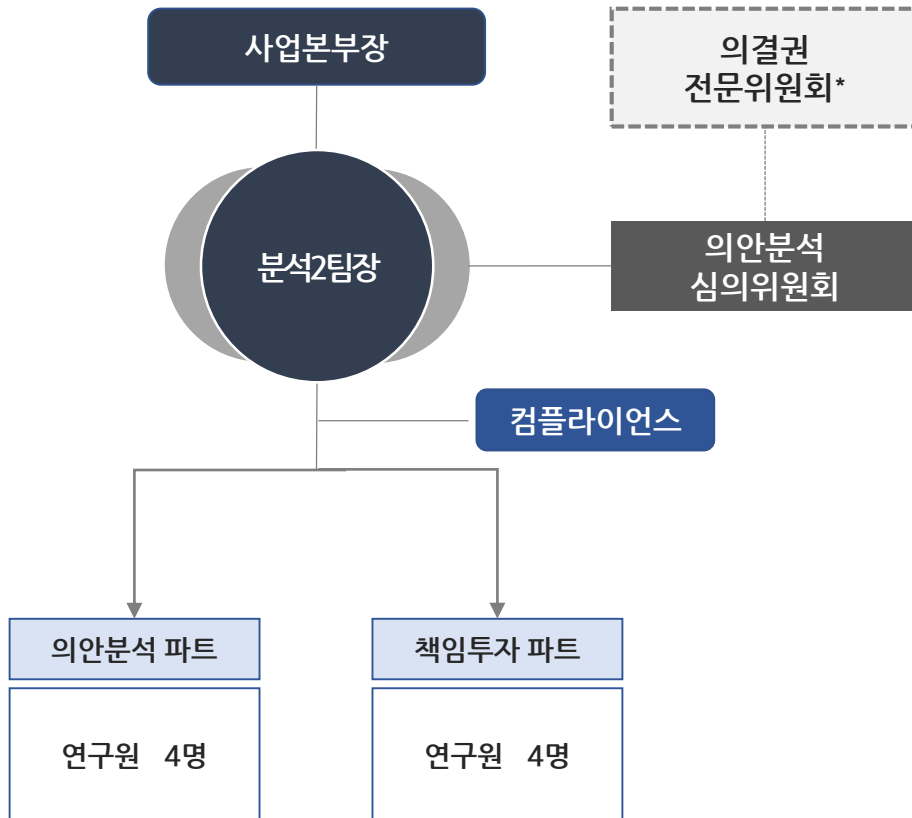 사업본부장
의결권
전문위원회*
분석2팀장
의안분석
심의위원회
컴플라이언스
의안분석 파트
책임투자 파트
연구원 4명
연구원 4명